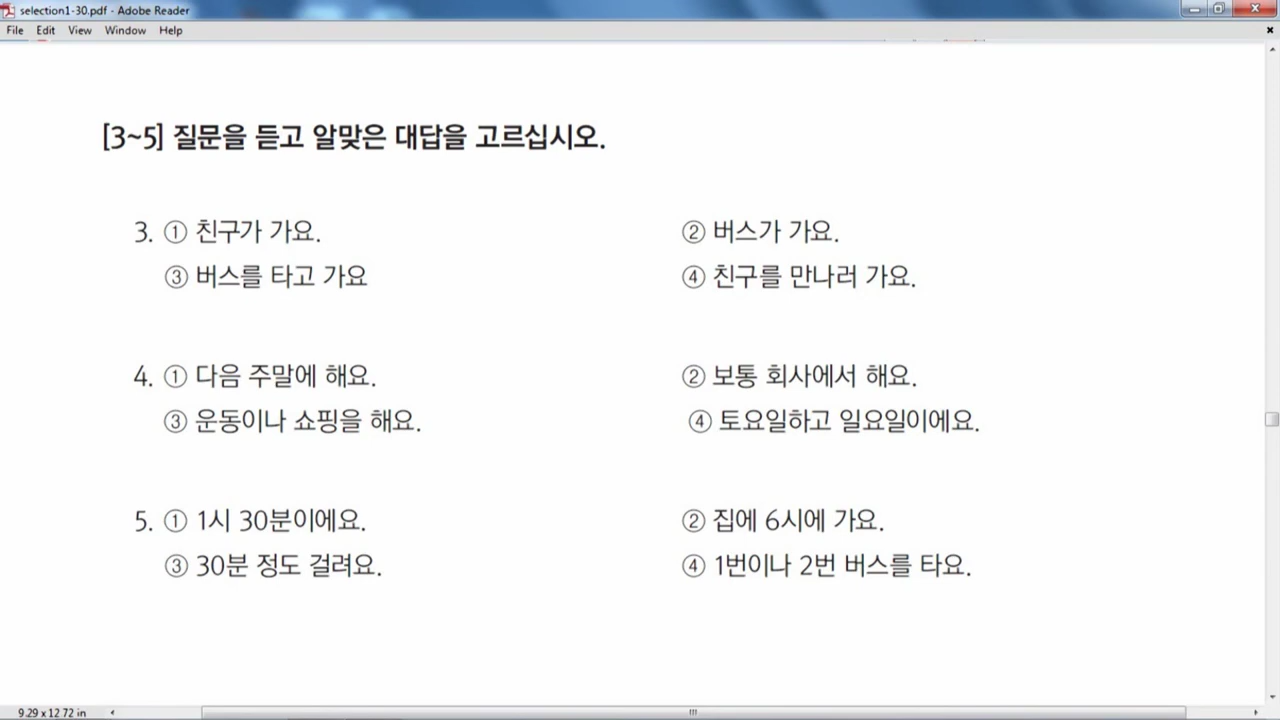 selection1-30.pdf - Adobe Reader
File Edit View Window Help
[3~5] 질문을 듣고 알맞은 대답을 고르십시오.
3. ① 친구가 가요. ② 버스가 가요.
③ 버스를 타고 가요 ④ 친구를 만나러 가요.
4. ① 다음 주말에 해요. ② 보통 회사에서 해요.
③ 운동이나 쇼핑을 해요. ④ 토요일하고 일요일이에요.
5. ① 1시 30분이에요. ② 집에 6시에 가요.
③ 30분 정도 걸려요. ④ 1번이나 2번 버스를 타요.
9.29 x 12.72 in